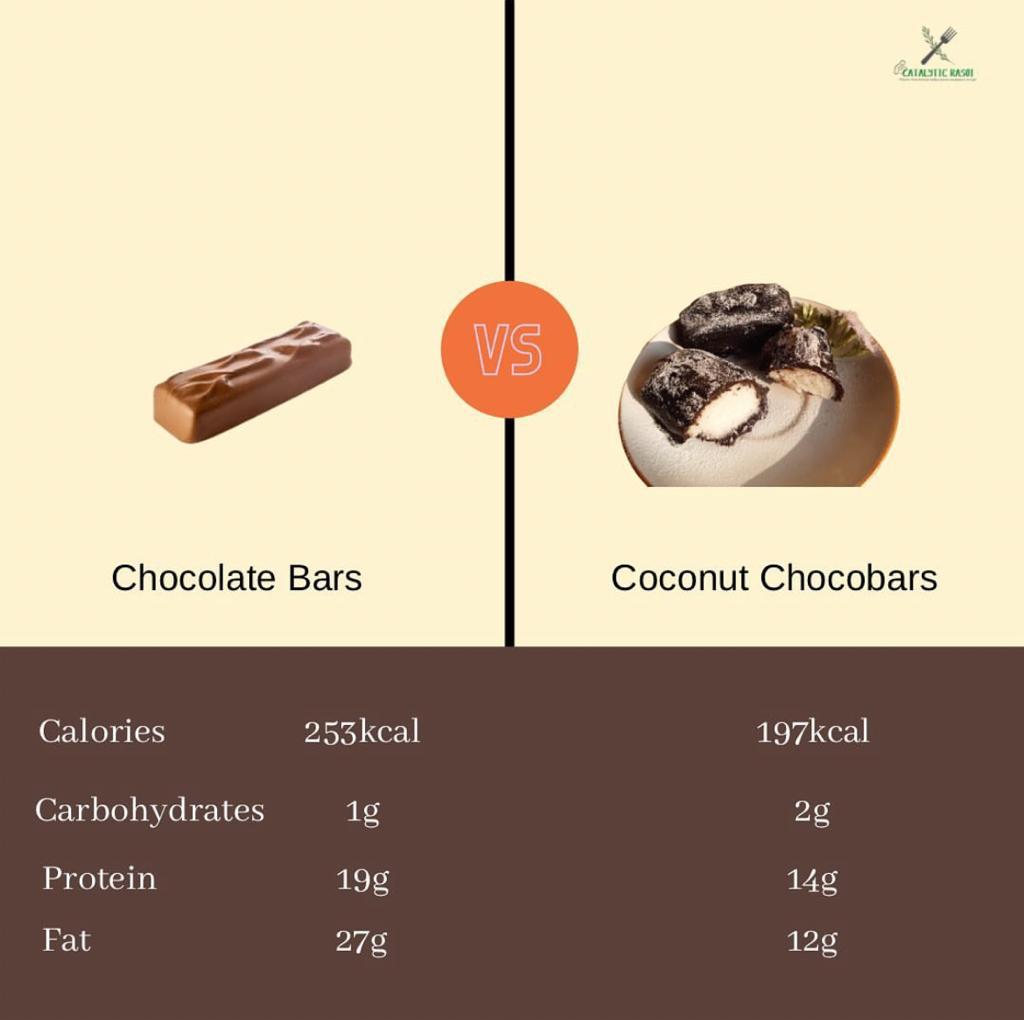 CATALYTIC RASOI
VS
Chocolate Bars
Coconut Chocobars
Calories 253kcal 197kcal
Carbohydrates 1g 2g
Protein 19g 14g
Fat 27g 12g